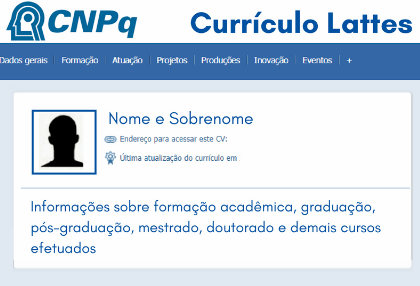 CNPq Currículo Lattes
Dados gerais Formação Atuação Projetos Produções Inovação Eventos +
Nome e Sobrenome
Endereço para acessar este CV:
Última atualização do currículo em
Informações sobre formação acadêmica, graduação,
pós-graduação, mestrado, doutorado e demais cursos
efetuados